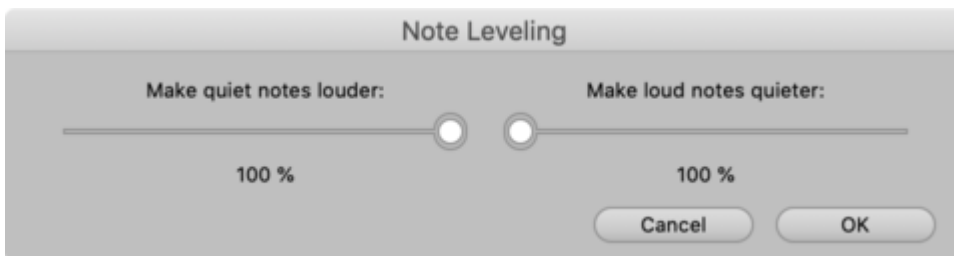 Note Leveling
Make quiet notes louder:
Make loud notes quieter:
100 %
100 %
Cancel
OK